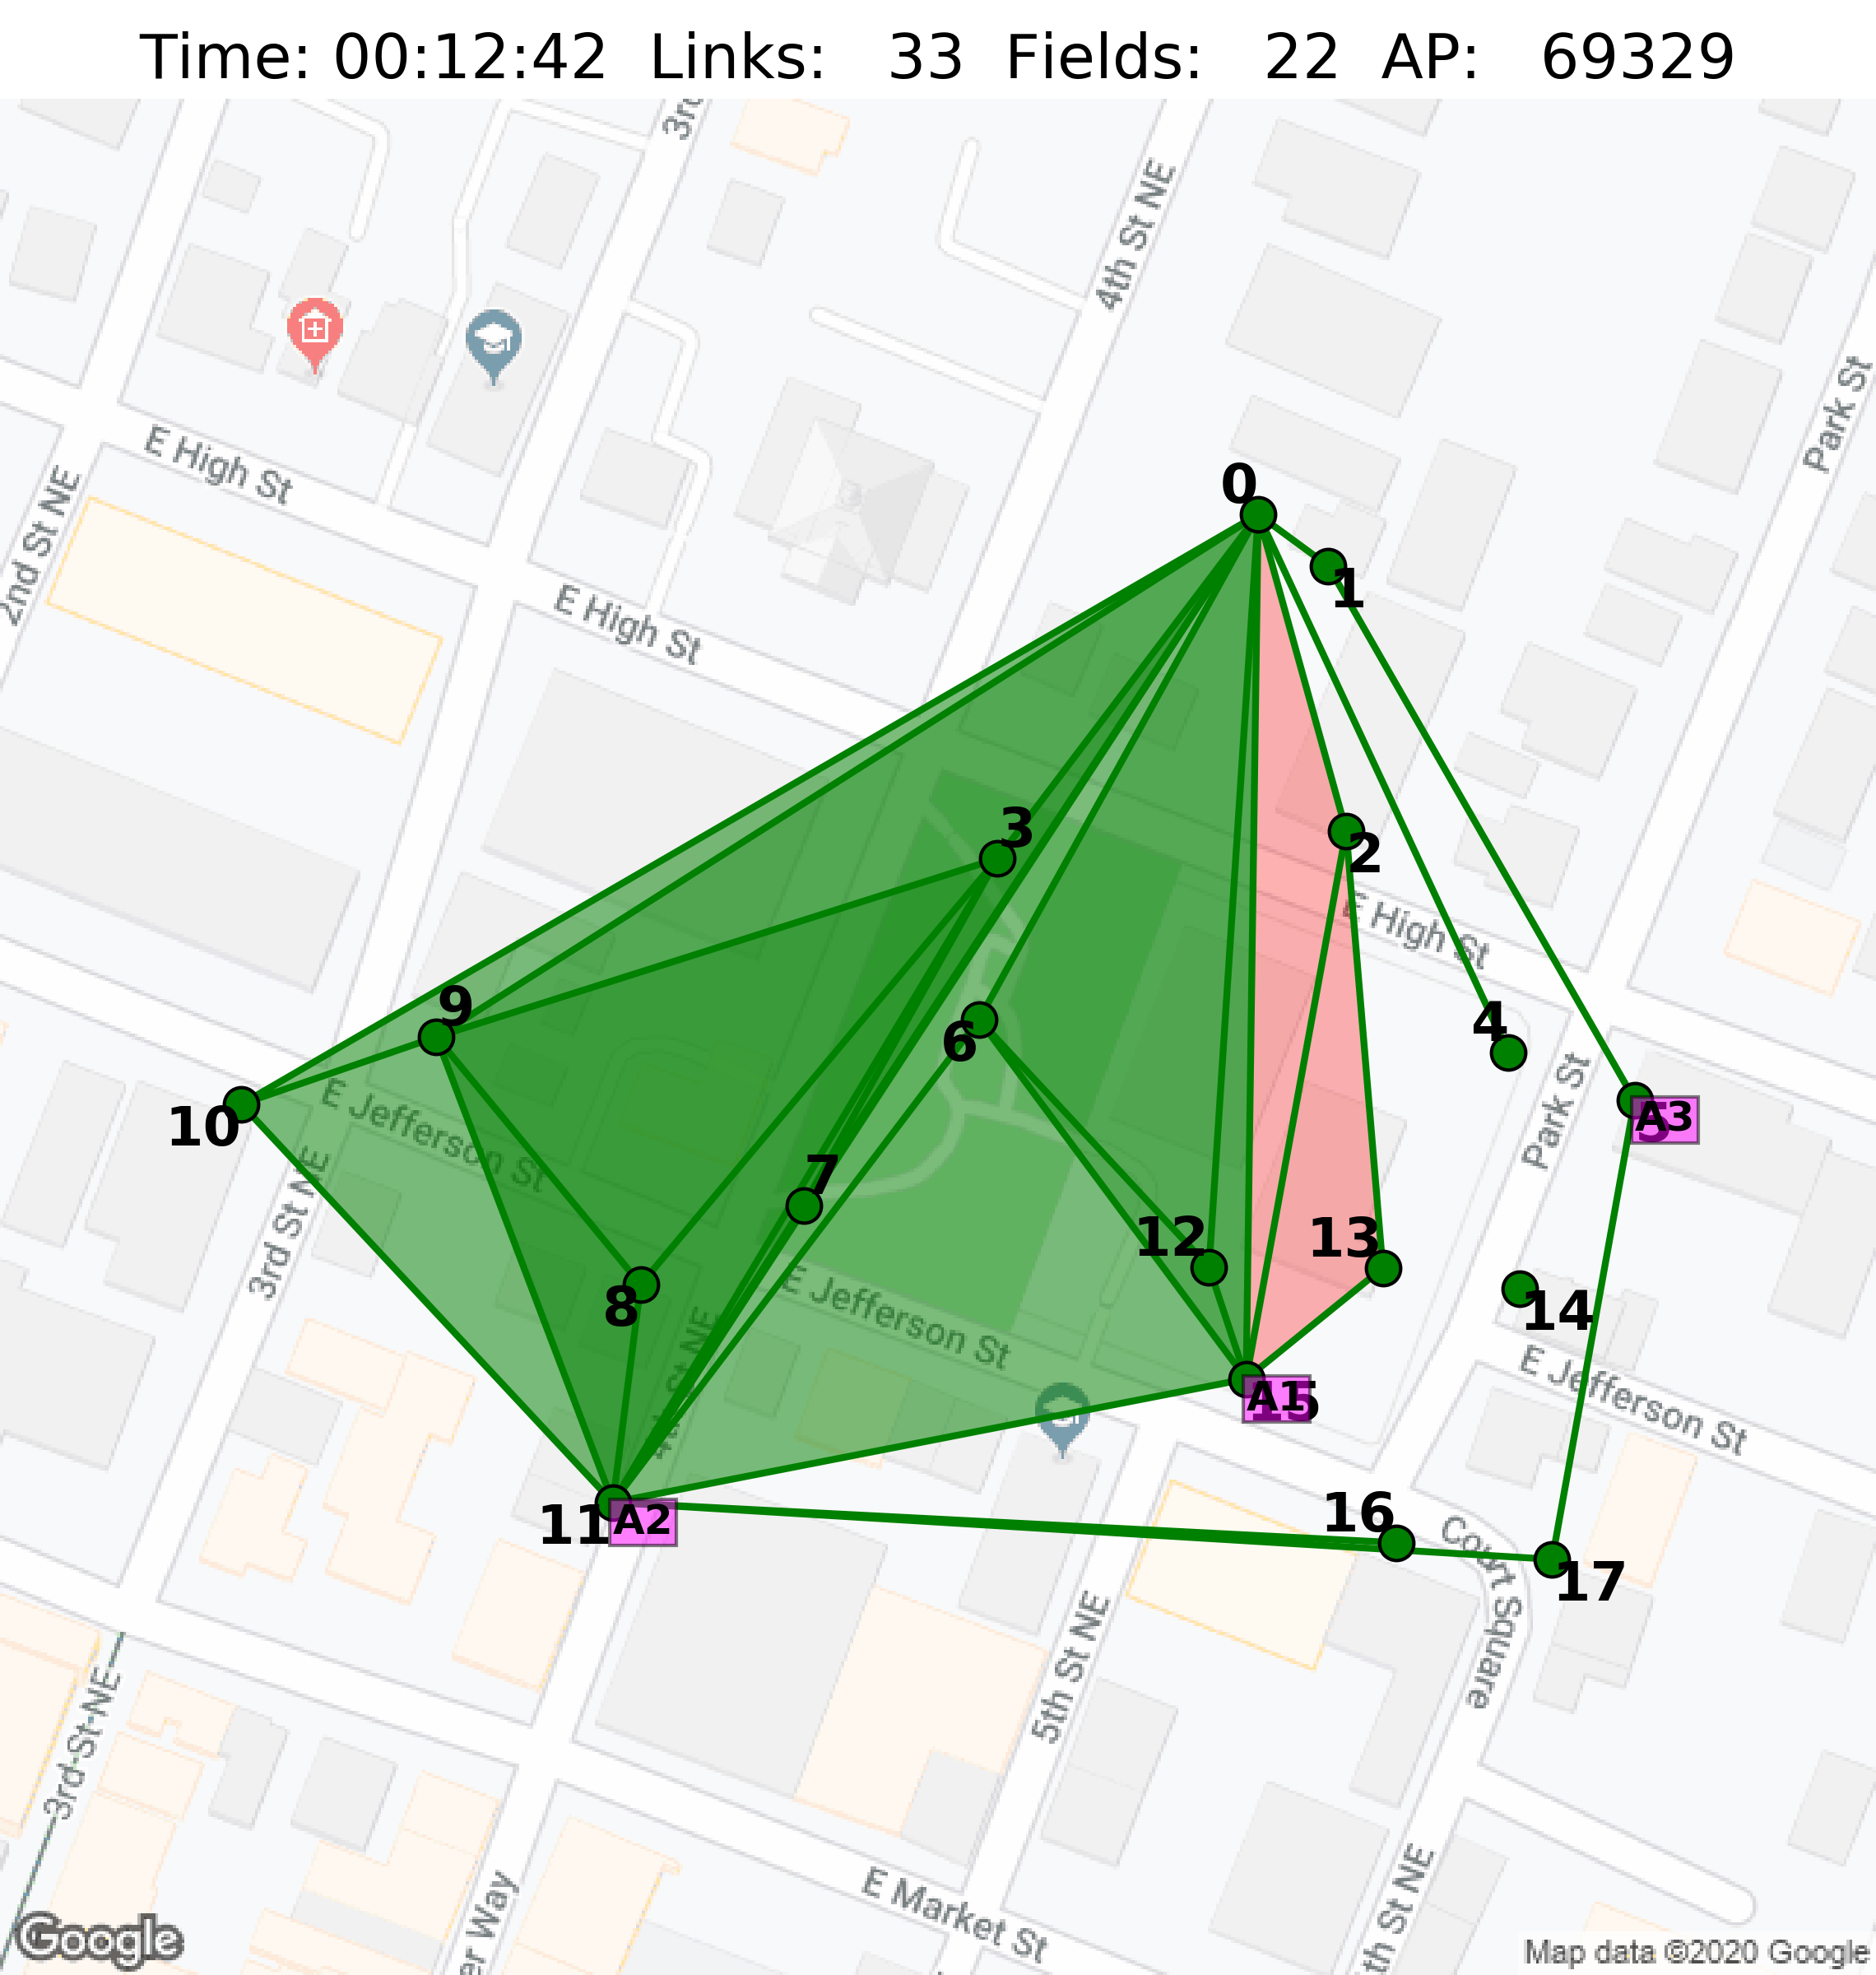 Time: 00:12:42 Links: 33 Fields: 22 AP: 69329
4th St NE
Park St
E High St
2nd St NE
0
1
E High St
3
2
E High St
9
4
6
A3
10
E Jefferson St
Park St
7
3rd St NE
12
13
8
E Jefferson St
14
E Jefferson St
A1
11
A2
16
Court Square
17
5th St NE
3rd St NE
E Market St
Google
Map data ©2020 Google